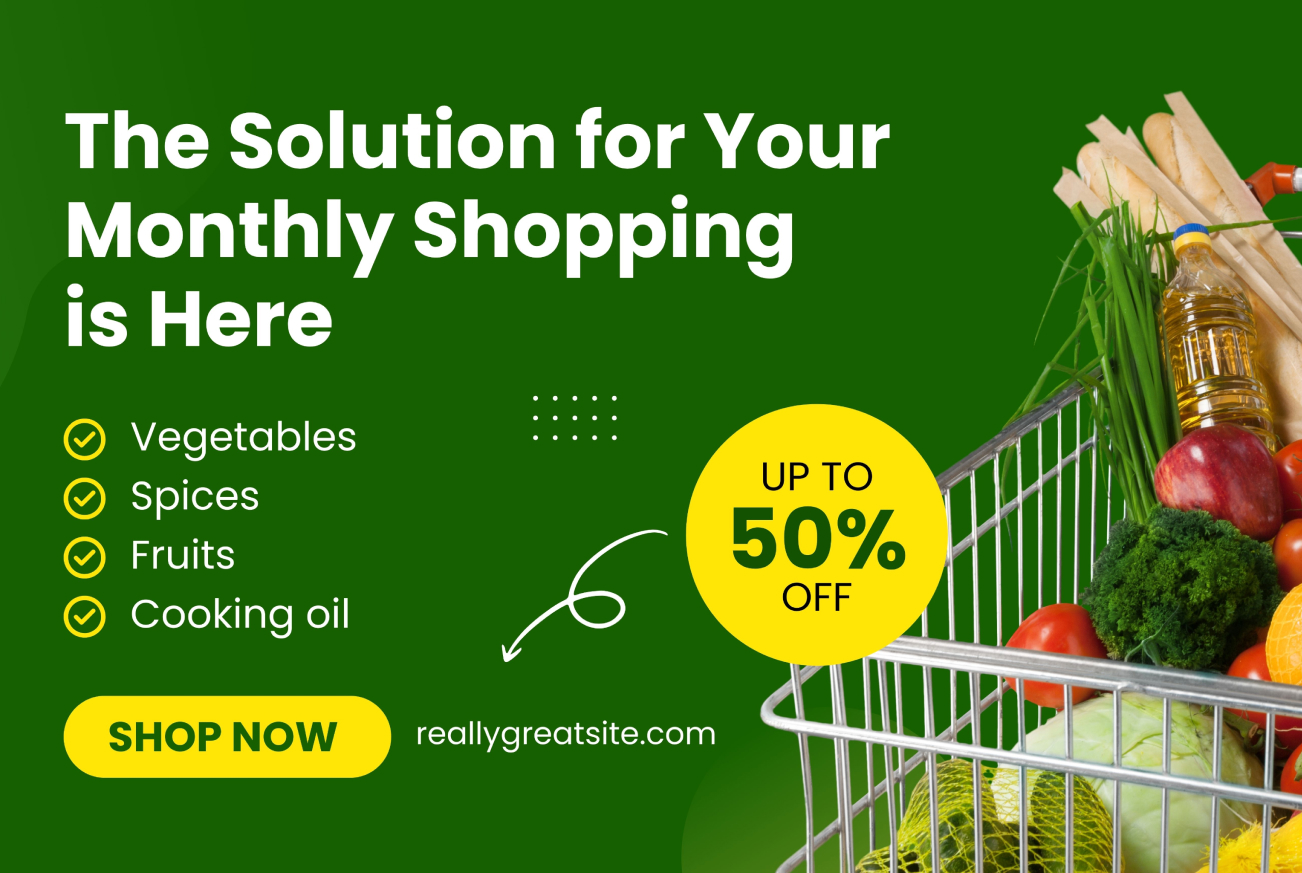 The Solution for Your
Monthly Shopping
is Here
Vegetables
Spices
Fruits
Cooking oil
UP TO
50%
OFF
SHOP NOW
reallygreatsite.com